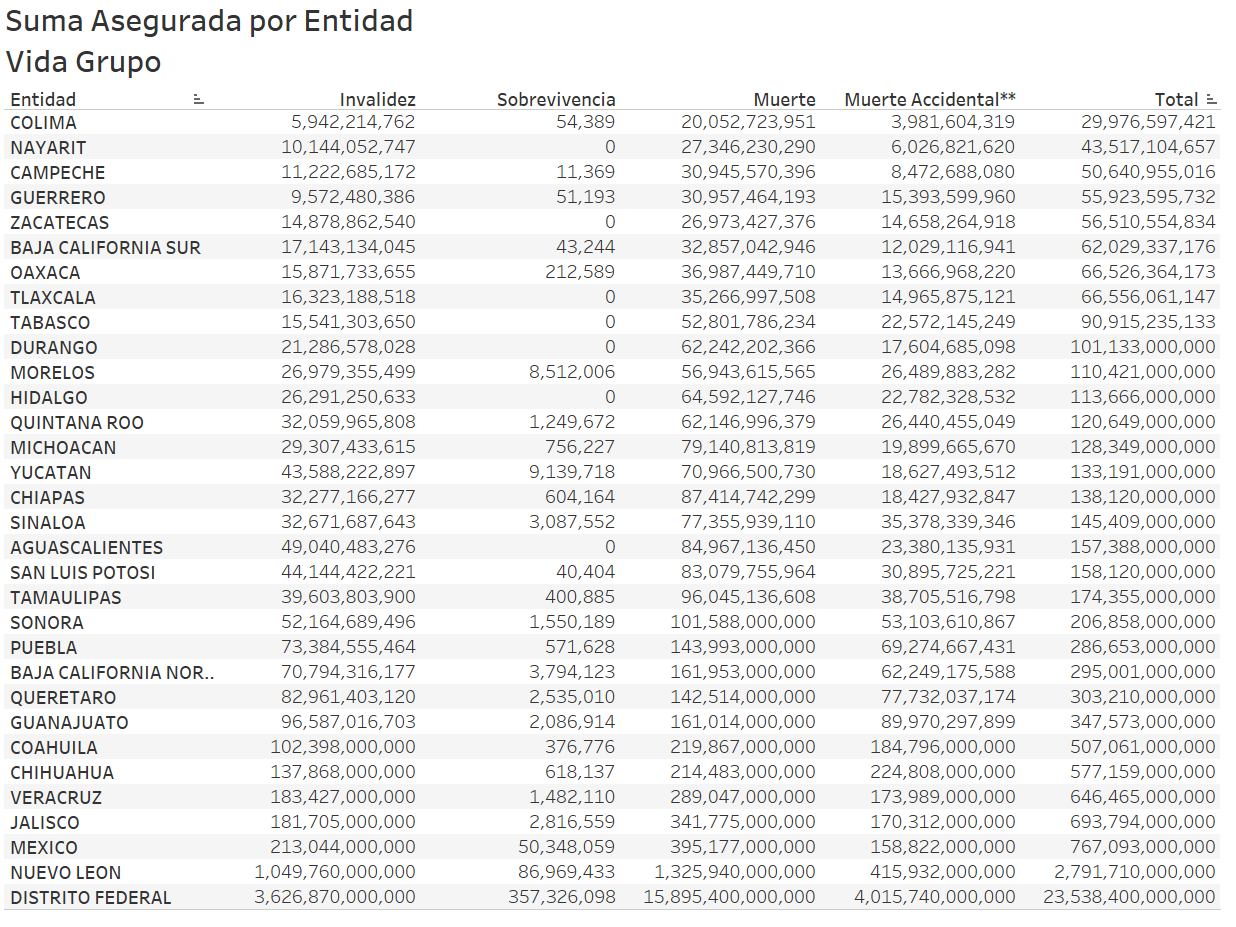 Suma Asegurada por Entidad
Vida Grupo
Entidad Invalidez Sobrevivencia Muerte Muerte Accidental** Total
COLIMA 5,942,214,762 54,389 20,052,723,951 3,981,604,319 29,976,597,421
NAYARIT 10,144,052,747 0 27,346,230,290 6,026,821,620 43,517,104,657
CAMPECHE 11,222,685,172 11,369 30,945,570,396 8,472,688,080 50,640,955,016
GUERRERO 9,572,480,386 51,193 30,957,464,193 15,393,599,960 55,923,595,732
ZACATECAS 14,878,862,540 0 26,973,427,376 14,658,264,918 56,510,554,834
BAJA CALIFORNIA SUR 17,143,134,045 43,244 32,857,042,946 12,029,116,941 62,029,337,176
OAXACA 15,871,733,655 212,589 36,987,449,710 13,666,968,220 66,526,364,173
TLAXCALA 16,323,188,518 0 35,266,997,508 14,965,875,121 66,556,061,147
TABASCO 15,541,303,650 0 52,801,786,234 22,572,145,249 90,915,235,133
DURANGO 21,286,578,028 0 62,242,202,366 17,604,685,098 101,133,000,000
MORELOS 26,979,355,499 8,512,006 56,943,615,565 26,489,883,282 110,421,000,000
HIDALGO 26,291,250,633 0 64,592,127,746 22,782,328,532 113,666,000,000
QUINTANA ROO 32,059,965,808 1,249,672 62,146,996,379 26,440,455,049 120,649,000,000
MICHOACAN 29,307,433,615 756,227 79,140,813,819 19,899,665,670 128,349,000,000
YUCATAN 43,588,222,897 9,139,718 70,966,500,730 18,627,493,512 133,191,000,000
CHIAPAS 32,277,166,277 604,164 87,414,742,299 18,427,932,847 138,120,000,000
SINALOA 32,671,687,643 3,087,552 77,355,939,110 35,378,339,346 145,409,000,000
AGUASCALIENTES 49,040,483,276 0 84,967,136,450 23,380,135,931 157,388,000,000
SAN LUIS POTOSI 44,144,422,221 40,404 83,079,755,964 30,895,725,221 158,120,000,000
TAMAULIPAS 39,603,803,900 400,885 96,045,136,608 38,705,516,798 174,355,000,000
SONORA 52,164,689,496 1,550,189 101,588,000,000 53,103,610,867 206,858,000,000
PUEBLA 73,384,555,464 571,628 143,993,000,000 69,274,667,431 286,653,000,000
BAJA CALIFORNIA NOR.. 70,794,316,177 3,794,123 161,953,000,000 62,249,175,588 295,001,000,000
QUERETARO 82,961,403,120 2,535,010 142,514,000,000 77,732,037,174 303,210,000,000
GUANAJUATO 96,587,016,703 2,086,914 161,014,000,000 89,970,297,899 347,573,000,000
COAHUILA 102,398,000,000 376,776 219,867,000,000 184,796,000,000 507,061,000,000
CHIHUAHUA 137,868,000,000 618,137 214,483,000,000 224,808,000,000 577,159,000,000
VERACRUZ 183,427,000,000 1,482,110 289,047,000,000 173,989,000,000 646,465,000,000
JALISCO 181,705,000,000 2,816,559 341,775,000,000 170,312,000,000 693,794,000,000
MEXICO 213,044,000,000 50,348,059 395,177,000,000 158,822,000,000 767,093,000,000
NUEVO LEON 1,049,760,000,000 86,969,433 1,325,940,000,000 415,932,000,000 2,791,710,000,000
DISTRITO FEDERAL 3,626,870,000,000 357,326,098 15,895,400,000,000 4,015,740,000,000 23,538,400,000,000